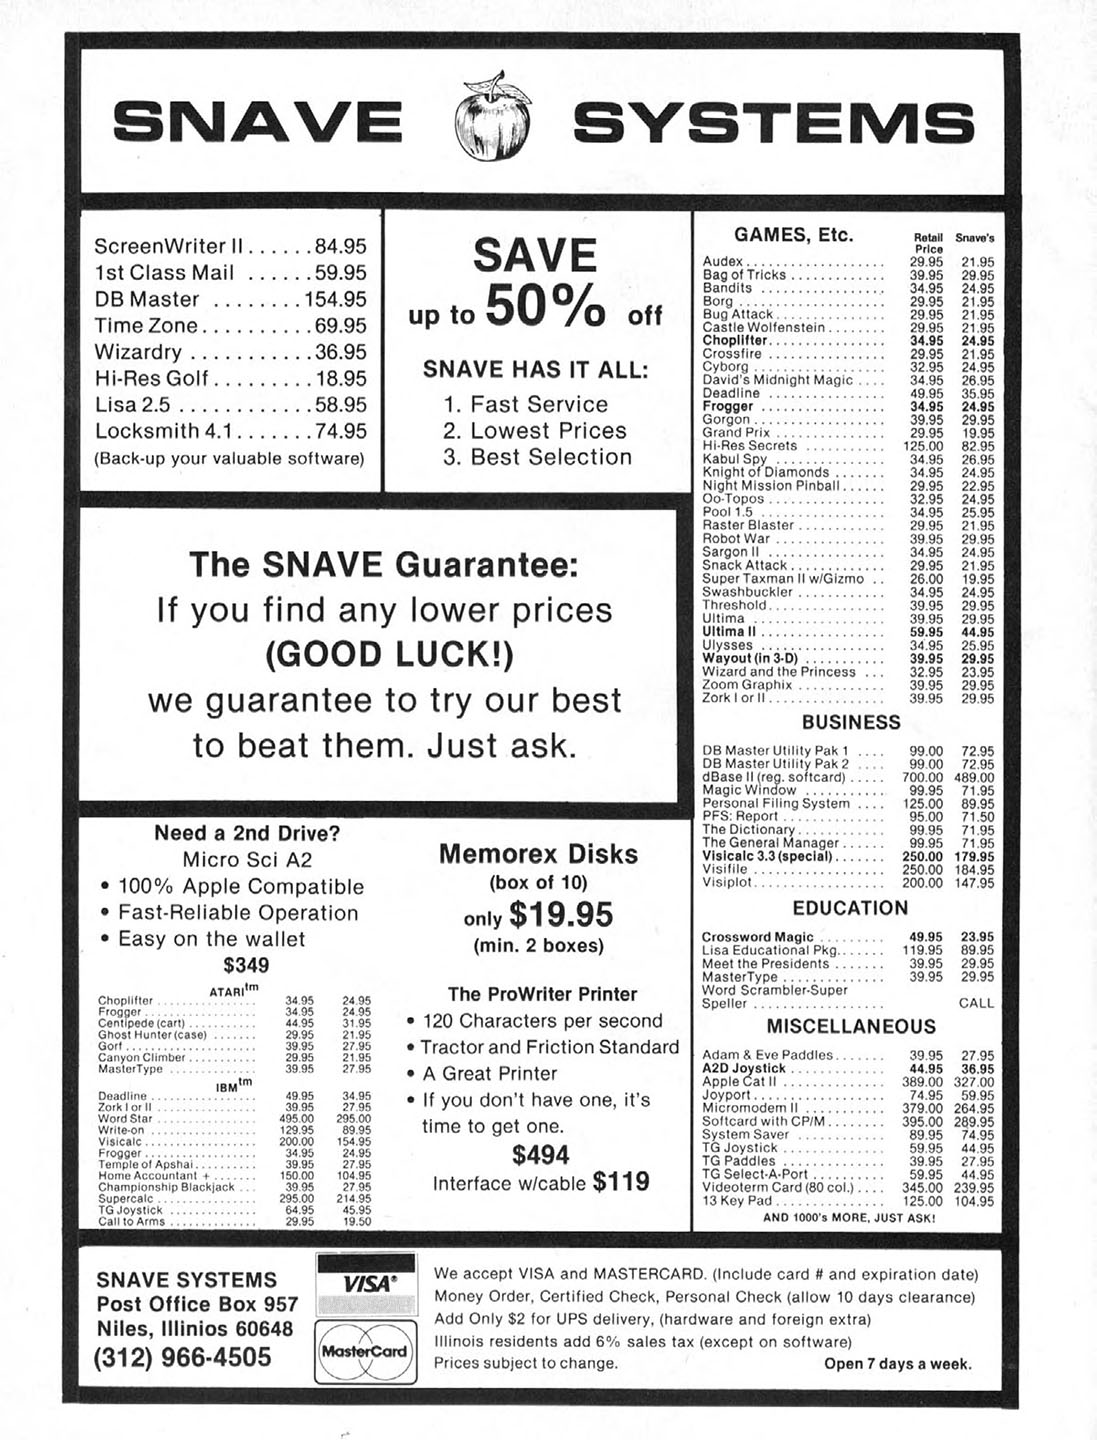 SNAVE SYSTEMS
ScreenWriter II ...... 84.95
1st Class Mail ...... 59.95
DB Master ........ 154.95
Time Zone .......... 69.95
Wizardry ........... 36.95
Hi-Res Golf ......... 18.95
Lisa 2.5 ............ 58.95
Locksmith 4.1 ....... 74.95
(Back-up your valuable software)
SAVE
up to 50% off
SNAVE HAS IT ALL:
1. Fast Service
2. Lowest Prices
3. Best Selection
The SNAVE Guarantee:
If you find any lower prices
(GOOD LUCK!)
we guarantee to try our best
to beat them. Just ask.
Need a 2nd Drive?
Micro Sci A2
• 100% Apple Compatible
• Fast-Reliable Operation
• Easy on the wallet
$349
ATARI tm
Choplifter ................ 34.95 24.95
Frogger .................... 34.95 24.95
Centipede (cart) ........... 44.95 31.95
Ghost Hunter (case) ....... 29.95 21.95
Gorf ..................... 39.95 27.95
Canyon Climber ........... 29.95 21.95
MasterType .............. 39.95 27.95
IBM tm
Deadline ................. 49.95 34.95
Zork I or II ................. 39.95 27.95
Word Star ................. 495.00 295.00
Write-on .................. 129.95 89.95
Visicalc .................. 200.00 154.95
Frogger .................. 34.95 24.95
Temple of Apshai .......... 39.95 27.95
Home Accountant + ....... 150.00 104.95
Championship Blackjack ... 39.95 27.95
Supercalc ................ 295.00 214.95
TG Joystick ............... 64.95 45.95
Call to Arms .............. 29.95 19.50
Memorex Disks
(box of 10)
only $19.95
(min. 2 boxes)
The ProWriter Printer
• 120 Characters per second
• Tractor and Friction Standard
• A Great Printer
• If you don't have one, it's
time to get one.
$494
Interface w/cable $119
GAMES, Etc. Retail Snave's
Price
Audex .................... 29.95 21.95
Bag of Tricks ............. 39.95 29.95
Bandits .................. 34.95 24.95
Borg ..................... 29.95 21.95
Bug Attack ................ 29.95 21.95
Castle Wolfenstein ........ 29.95 21.95
Choplifter ................. 34.95 24.95
Crossfire ................. 29.95 21.95
Cyborg ................... 32.95 24.95
David's Midnight Magic .... 34.95 26.95
Deadline ................. 49.95 35.95
Frogger .................. 34.95 24.95
Gorgon ................... 39.95 29.95
Grand Prix ................ 29.95 19.95
Hi-Res Secrets ............ 125.00 82.95
Kabul Spy ................ 34.95 26.95
Knight of Diamonds ....... 34.95 24.95
Night Mission Pinball ...... 29.95 22.95
Oo-Topos ................. 32.95 24.95
Pool 1.5 .................. 34.95 25.95
Raster Blaster ............. 29.95 21.95
Robot War ................ 39.95 29.95
Sargon II .................. 34.95 24.95
Snack Attack .............. 29.95 21.95
Super Taxman II w/Gizmo .. 26.00 19.95
Swashbuckler ............. 34.95 24.95
Threshold ................. 39.95 29.95
Ultima ................... 39.95 29.95
Ultima II .................. 59.95 44.95
Ulysses ................... 34.95 25.95
Wayout (in 3-D) ........... 39.95 29.95
Wizard and the Princess ... 32.95 23.95
Zoom Graphix ............ 39.95 29.95
Zork I or II ................. 39.95 29.95
BUSINESS
DB Master Utility Pak 1 .... 99.00 72.95
DB Master Utility Pak 2 .... 99.00 72.95
dBase II (reg. softcard) ..... 700.00 489.00
Magic Window ........... 99.95 71.95
Personal Filing System .... 125.00 89.95
PFS: Report ............... 95.00 71.50
The Dictionary ............. 99.95 71.95
The General Manager ...... 99.95 71.95
Visicalc 3.3 (special) ....... 250.00 179.95
Visifile ................... 250.00 184.95
Visiplot ................... 200.00 147.95
EDUCATION
Crossword Magic ......... 49.95 23.95
Lisa Educational Pkg. ...... 119.95 89.95
Meet the Presidents ....... 39.95 29.95
MasterType .............. 39.95 29.95
Word Scrambler-Super
Speller ................... CALL
MISCELLANEOUS
Adam & Eve Paddles ....... 39.95 27.95
A2D Joystick .............. 44.95 36.95
Apple Cat II ............... 389.00 327.00
Joyport ................... 74.95 59.95
Micromodem II ........... 379.00 264.95
Softcard with CP/M ........ 395.00 289.95
System Saver ............. 89.95 74.95
TG Joystick ............... 59.95 44.95
TG Paddles ............... 39.95 27.95
TG Select-A-Port .......... 59.95 44.95
Videoterm Card (80 col.) .... 345.00 239.95
13 Key Pad ................ 125.00 104.95
AND 1000's MORE, JUST ASK!
SNAVE SYSTEMS
Post Office Box 957
Niles, Illinios 60648
(312) 966-4505
VISA®
MasterCard
We accept VISA and MASTERCARD. (Include card # and expiration date)
Money Order, Certified Check, Personal Check (allow 10 days clearance)
Add Only $2 for UPS delivery, (hardware and foreign extra)
Illinois residents add 6% sales tax (except on software)
Prices subject to change. Open 7 days a week.